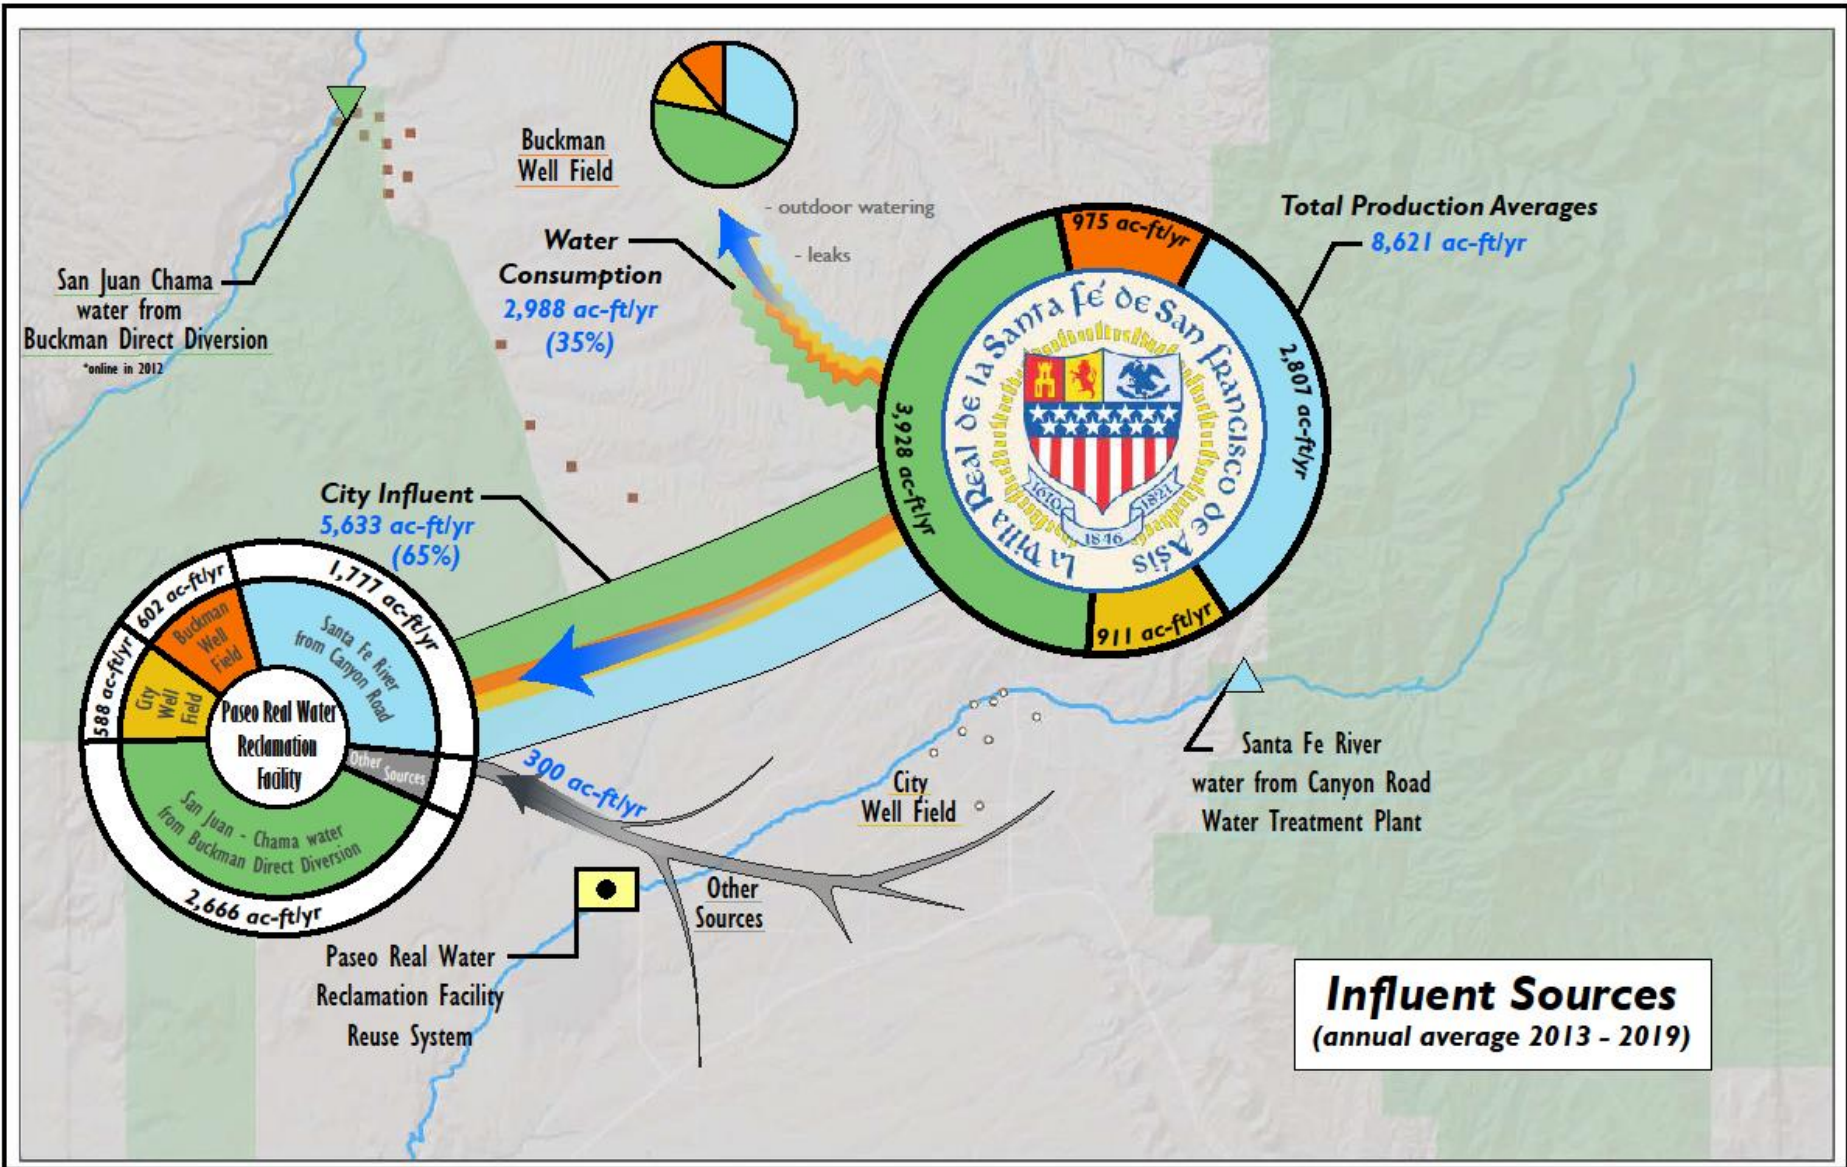 Buckman
Well Field
- outdoor watering
- leaks
Water
Consumption
2,988 ac-ft/yr
(35%)
San Juan Chama
water from
Buckman Direct Diversion
*online in 2012
Total Production Averages
8,621 ac-ft/yr
975 ac-ft/yr
2,807 ac-ft/yr
3,928 ac-ft/yr
911 ac-ft/yr
La Villa Real de la Santa fé de San francisco de Asis
1610
1821
1846
City Influent
5,633 ac-ft/yr
(65%)
602 ac-ft/yr
1,777 ac-ft/yr
588 ac-ft/yr
2,666 ac-ft/yr
Buckman
Well
Field
Santa Fe River
from Canyon Road
City
Well
Field
Paseo Real Water
Reclamation
Facility
Other
Sources
San Juan - Chama water
from Buckman Direct Diversion
300 ac-ft/yr
City
Well Field
Other
Sources
Santa Fe River
water from Canyon Road
Water Treatment Plant
Paseo Real Water
Reclamation Facility
Reuse System
Influent Sources
(annual average 2013 - 2019)